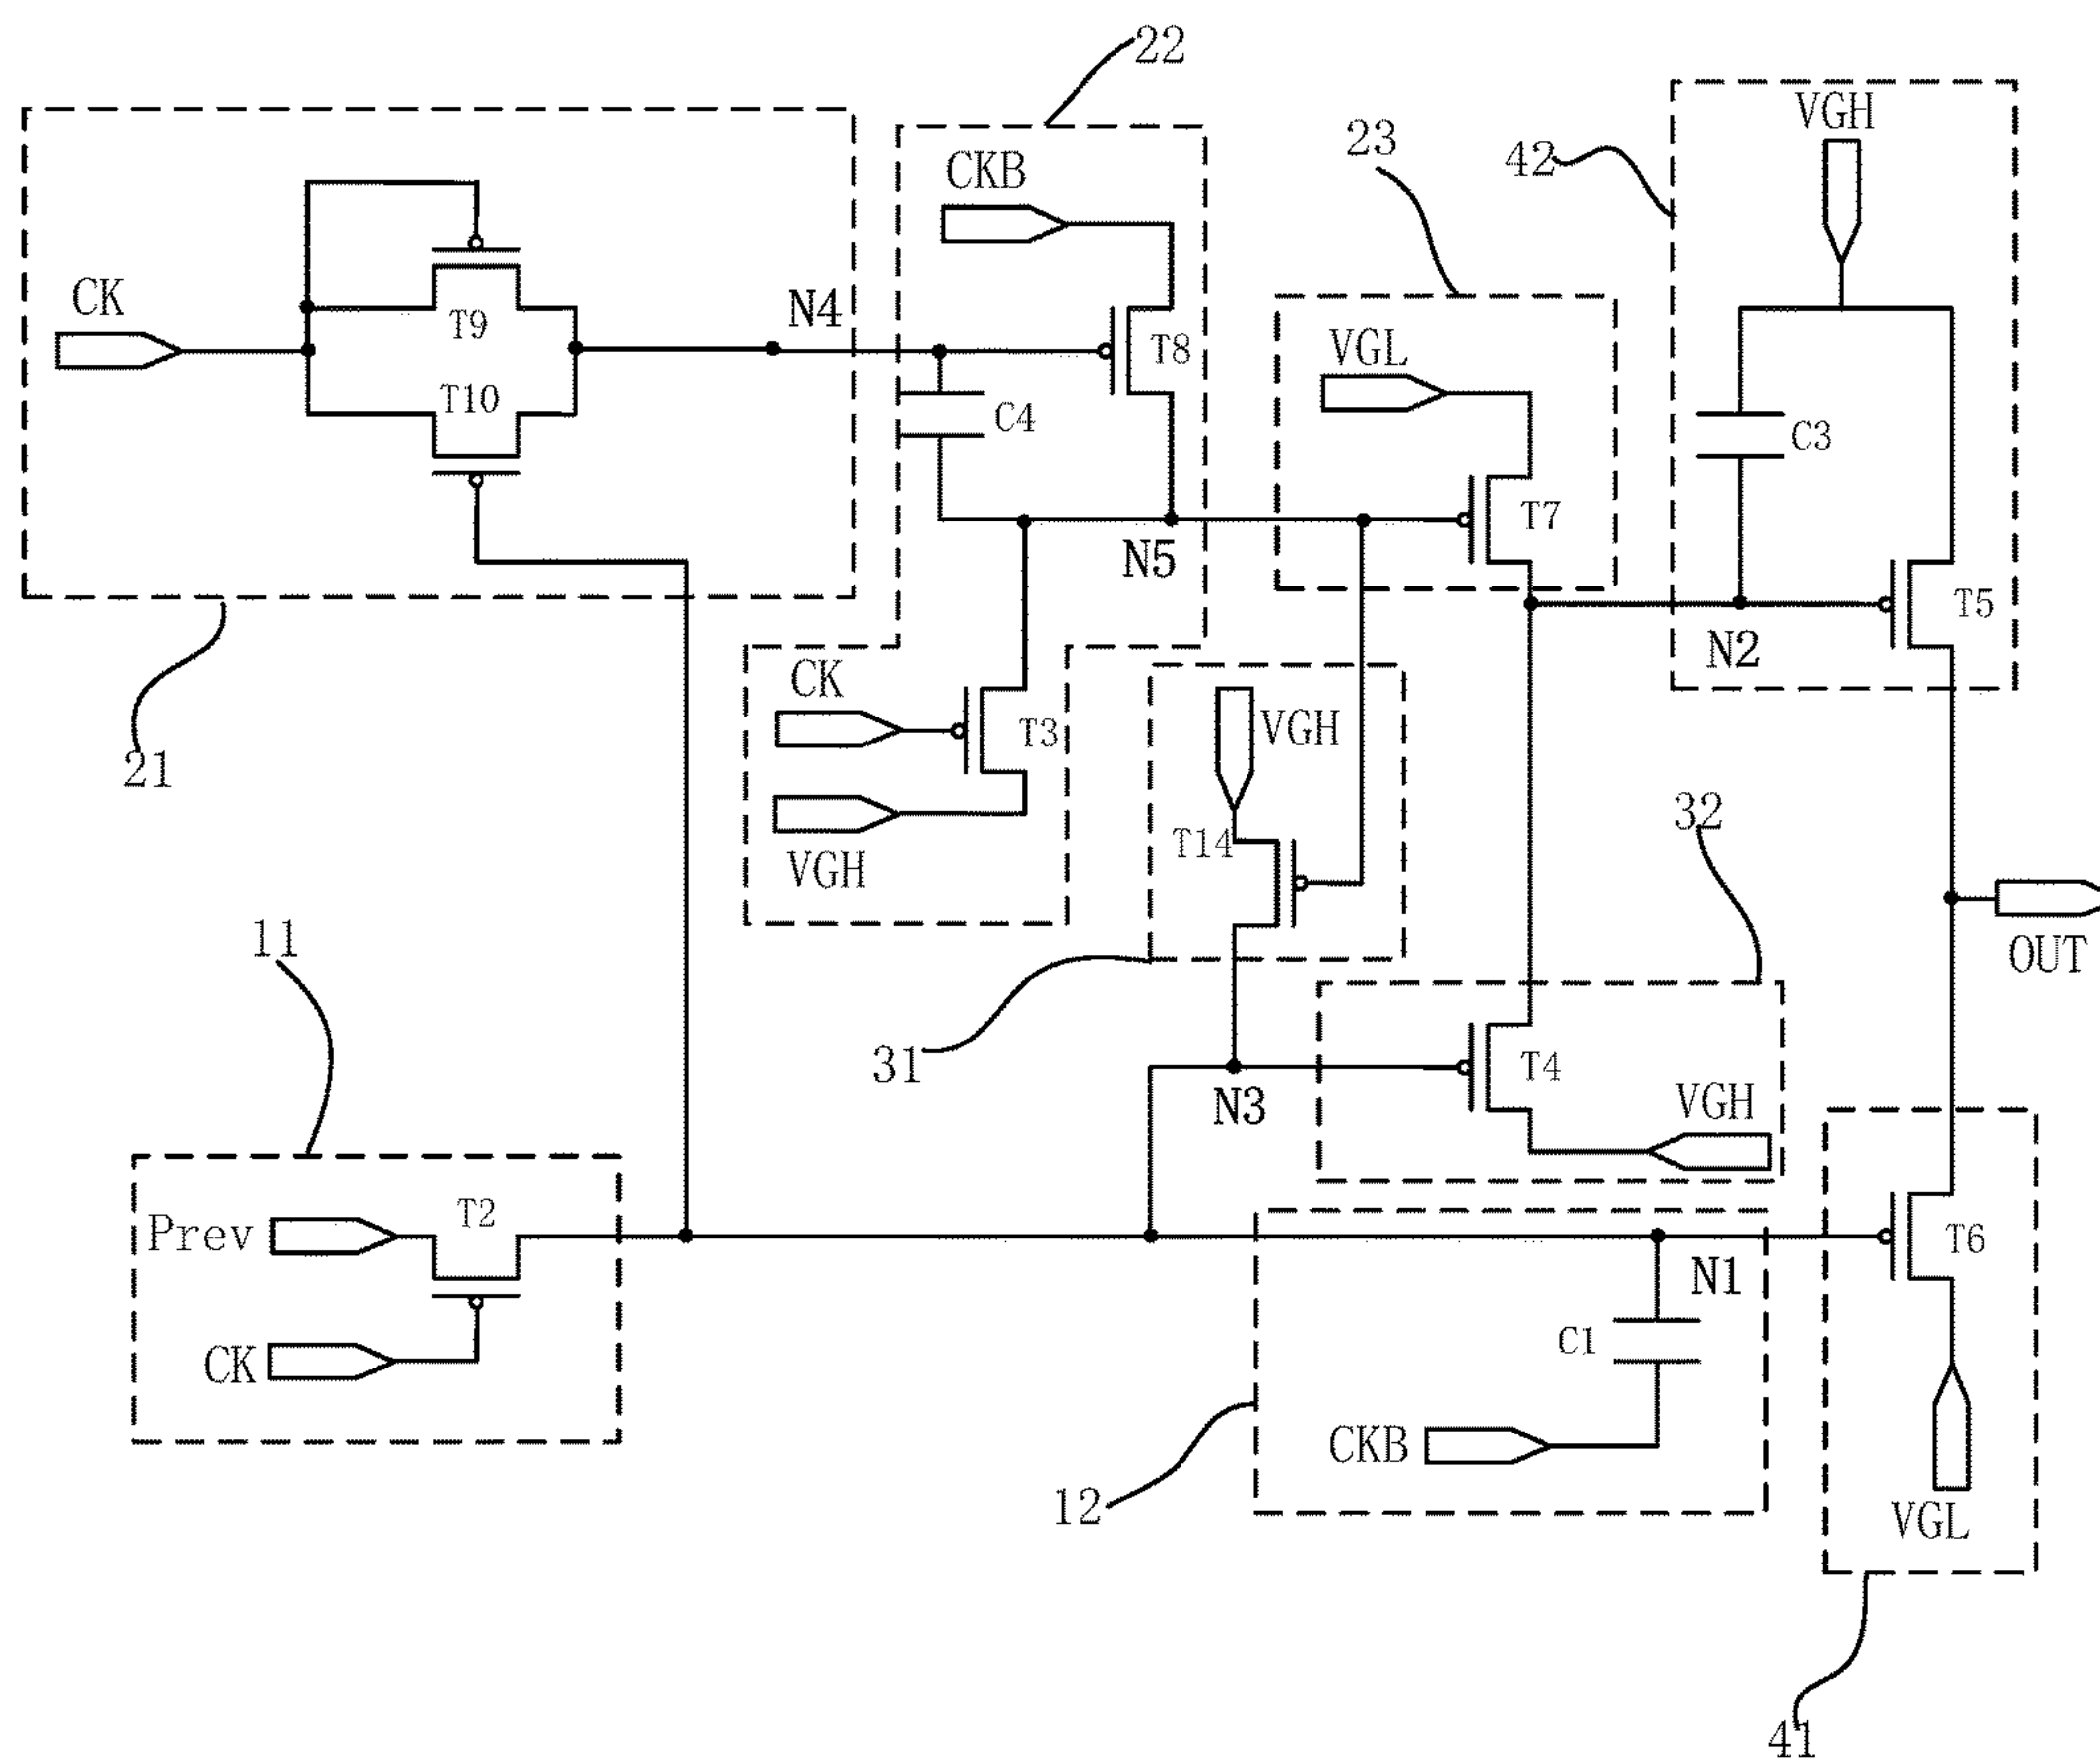 22
CKB
23
42
VGH
CK
T9
N4
T8
VGL
T10
C4
C3
T7
N5
T5
N2
21
CK
T3
VGH
VGH
T14
32
11
OUT
31
N3
T4
VGH
Prev
T2
T6
N1
CK
C1
CKB
12
VGL
41